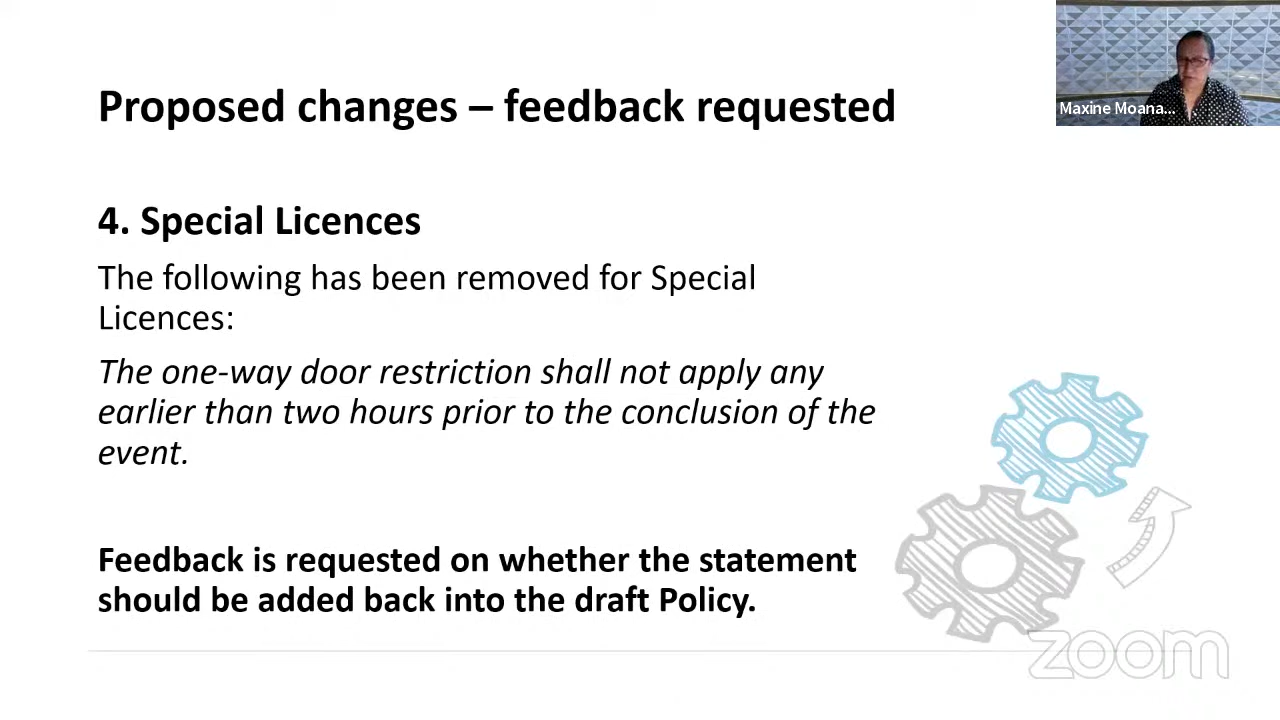 Proposed changes – feedback requested
Maxine Moana...
4. Special Licences
The following has been removed for Special
Licences:
The one-way door restriction shall not apply any
earlier than two hours prior to the conclusion of the
event.
Feedback is requested on whether the statement
should be added back into the draft Policy.
zoom